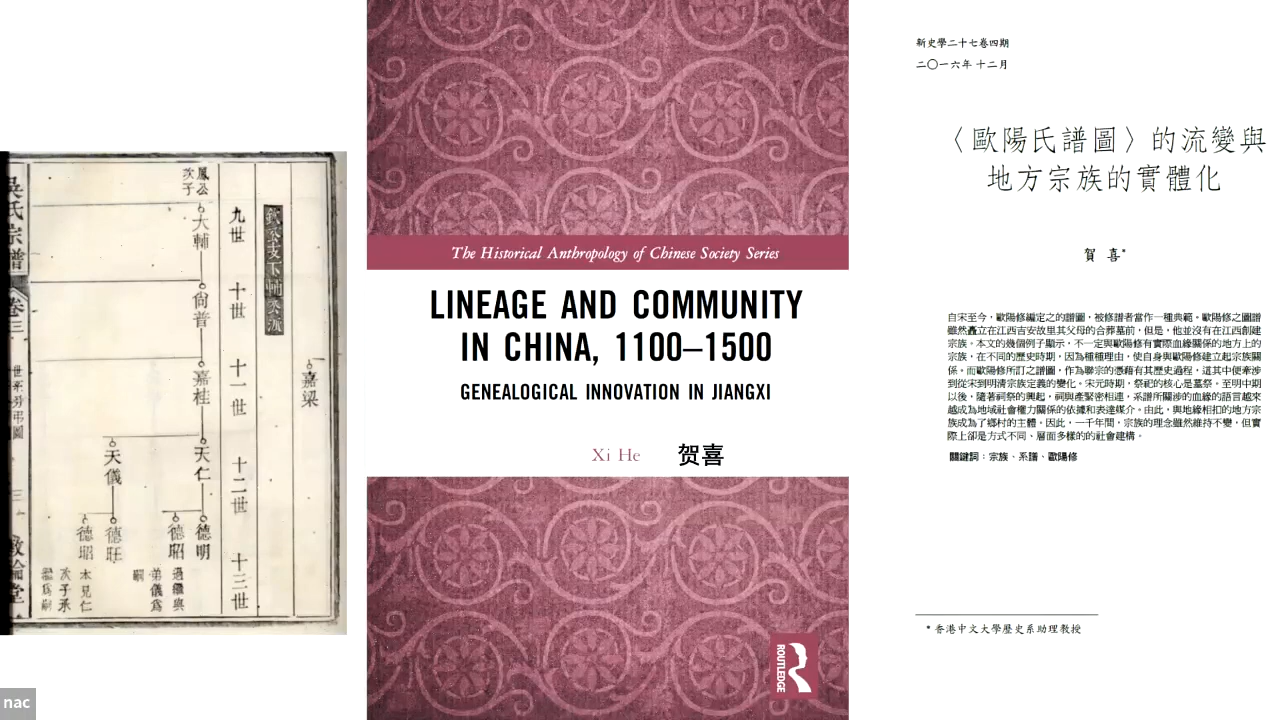 嘉梁
九世
十世
十一世
十二世
十三世
鳳公
次子
大輔
尙普
嘉桂
天仁
德明
德昭
過繼與
弟儀為
嗣
天儀
德旺
德昭
本兄仁
次子承
繼為嗣
吳氏宗譜
卷三
三
The Historical Anthropology of Chinese Society Series
LINEAGE AND COMMUNITY
IN CHINA, 1100–1500
GENEALOGICAL INNOVATION IN JIANGXI
Xi He 贺喜
ROUTLEDGE
新史學二十七卷四期
二〇一六年十二月
〈歐陽氏譜圖〉的流變與
地方宗族的實體化
賀 喜*
自宋至今，歐陽修編定之的譜圖，被修譜者當作一種典範。歐陽修之圖譜
雖然矗立在江西吉安故里其父母的合葬墓前，但是，他並沒有在江西創建
宗族。本文的幾個例子顯示，不一定與歐陽修有實際血緣關係的地方上的
宗族，在不同的歷史時期，因為種種理由，使自身與歐陽修建立起宗族關
係。而歐陽修所訂之譜圖，作為聯宗的憑藉有其歷史過程，這其中便牽涉
到從宋到明清宗族定義的變化。宋元時期，祭祀的核心是墓祭。至明中期
以後，隨著祠祭的興起，祠與產緊密相連，系譜所關涉的血緣的語言越來
越成為地域社會權力關係的依據和表達媒介。由此，與地緣相扣的地方宗
族成為了鄉村的主體。因此，一千年間，宗族的理念雖然維持不變，但實
際上卻是方式不同、層面多樣的的社會建構。
關鍵詞：宗族、系譜、歐陽修
* 香港中文大學歷史系助理教授
nac